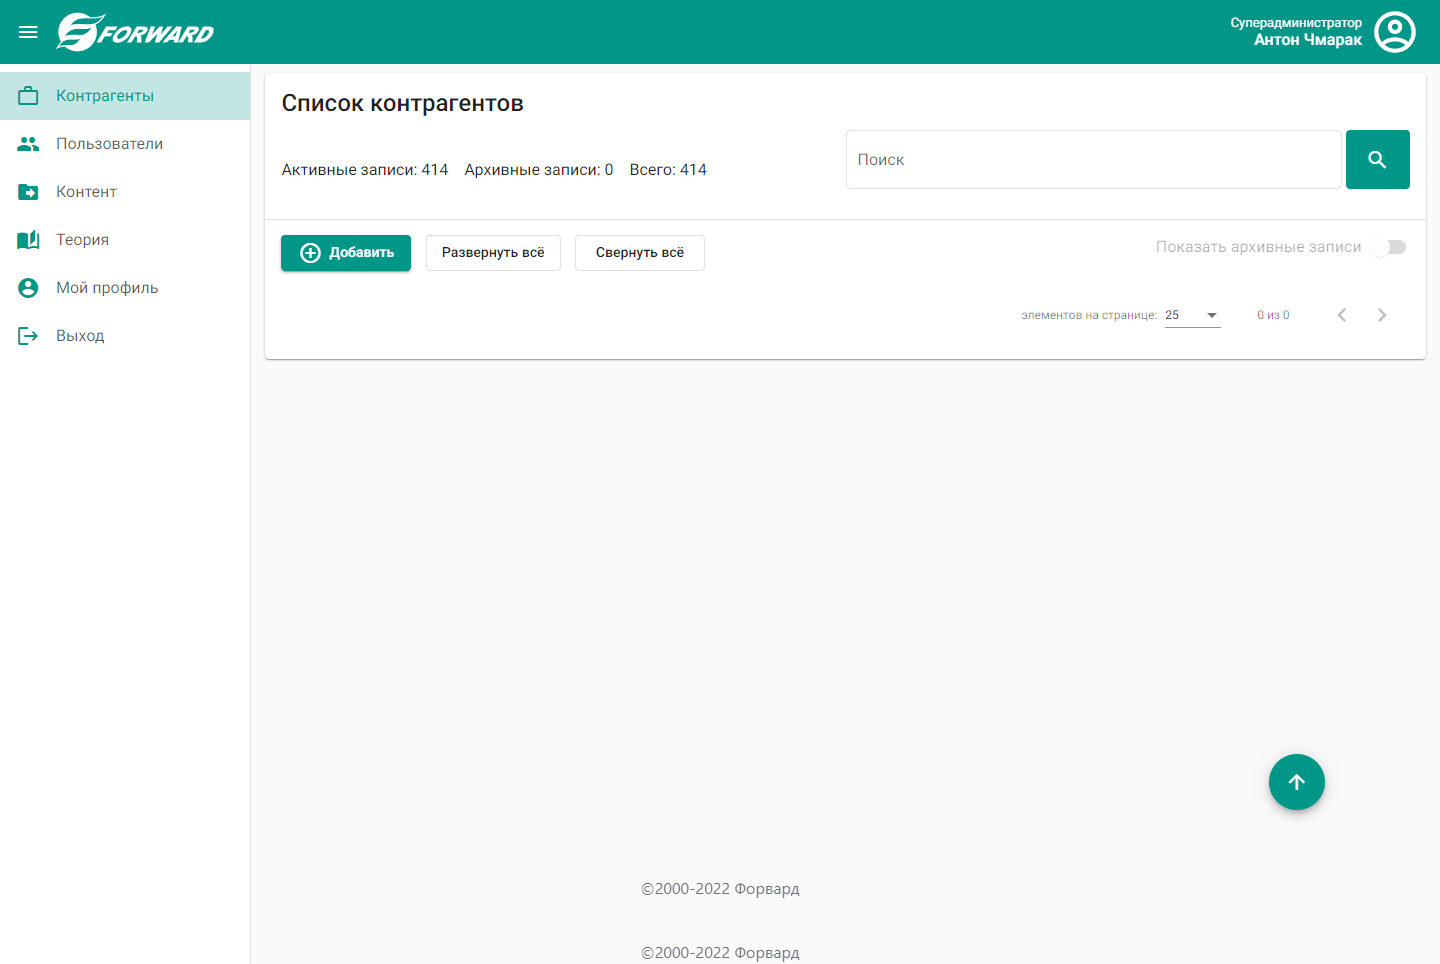 FORWARD
Суперадминистратор
Антон Чмарак
Контрагенты
Пользователи
Контент
Теория
Мой профиль
Выход
Список контрагентов
Активные записи: 414 Архивные записи: 0 Всего: 414
Поиск
Добавить
Развернуть всё
Свернуть всё
Показать архивные записи
элементов на странице: 25
0 из 0
©2000-2022 Форвард
©2000-2022 Форвард